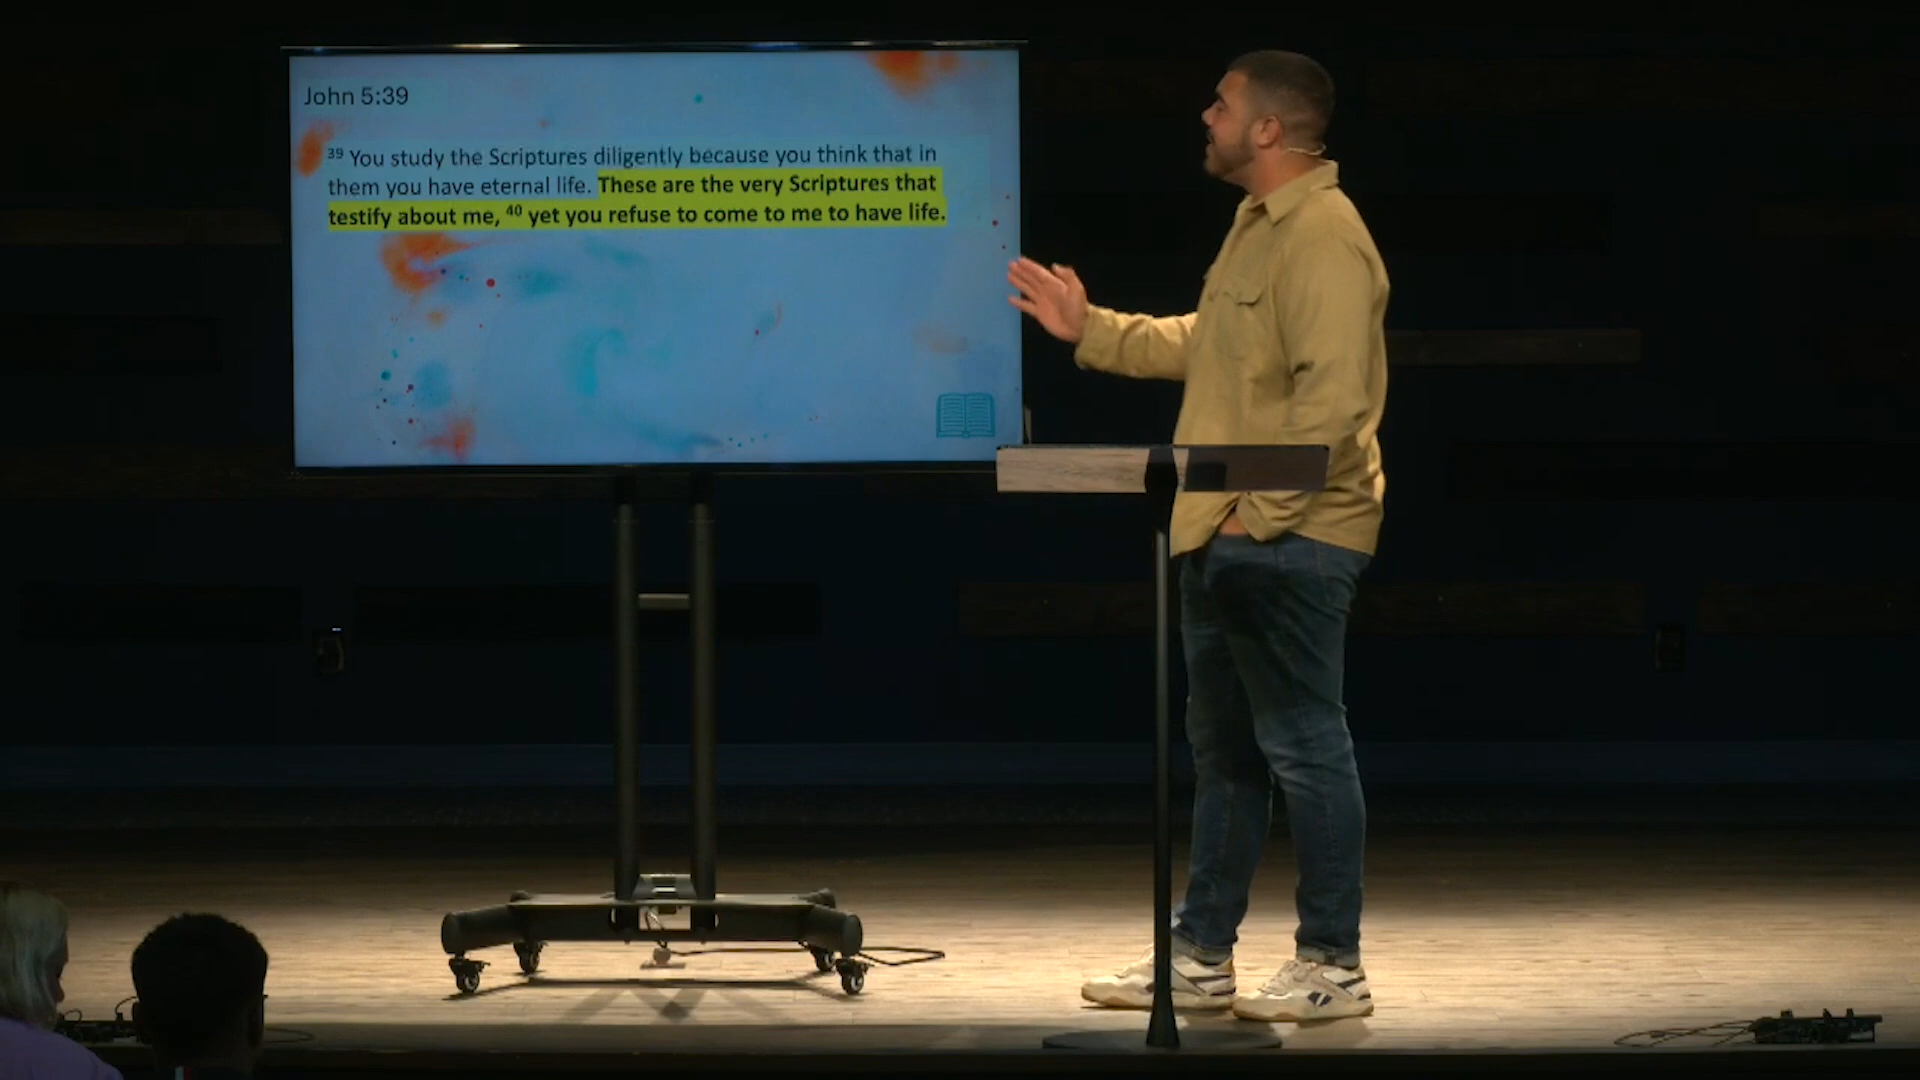 John 5:39
39 You study the Scriptures diligently because you think that in
them you have eternal life. These are the very Scriptures that
testify about me, 40 yet you refuse to come to me to have life.